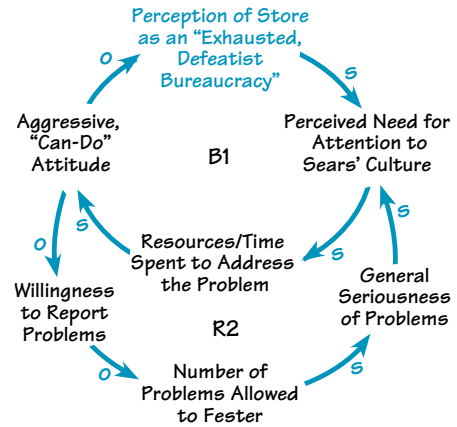 Perception of Store
as an “Exhausted,
Defeatist
Bureaucracy”
O
S
Aggressive,
“Can-Do”
Attitude
B1
Perceived Need for
Attention to
Sears’ Culture
O
S
Resources/Time
Spent to Address
the Problem
S
S
Willingness
to Report
Problems
R2
General
Seriousness
of Problems
O
Number of
Problems Allowed
to Fester
S